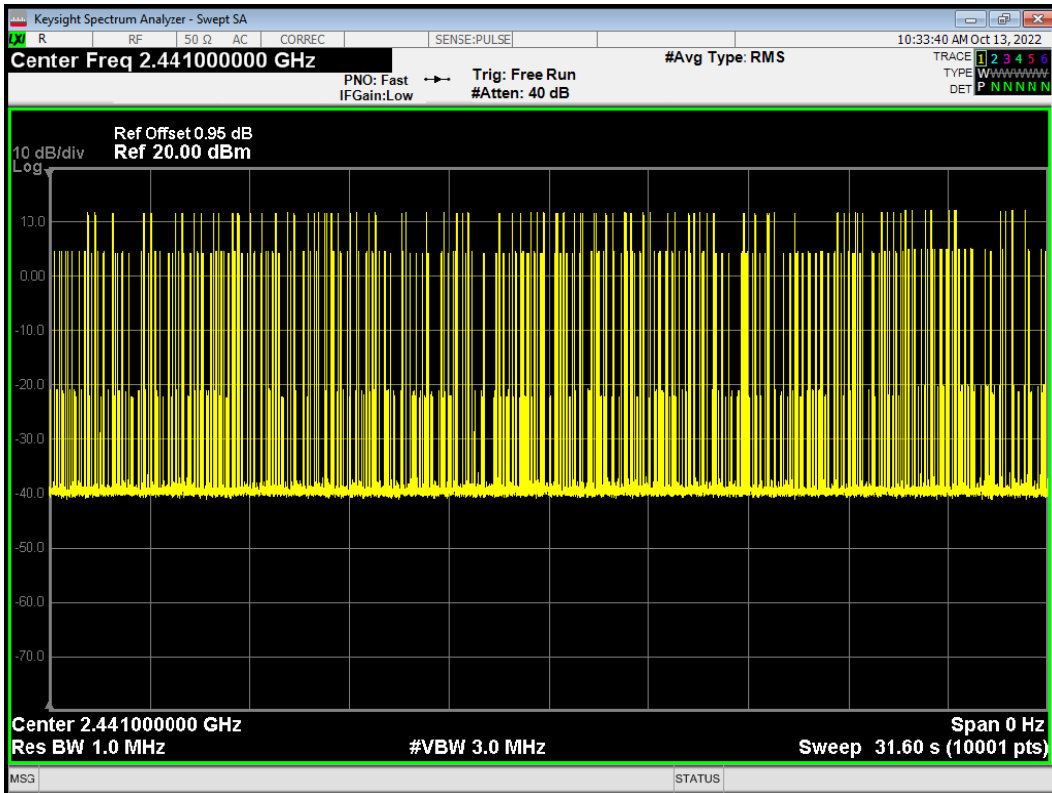 Keysight Spectrum Analyzer - Swept SA
LXI R RF 50 Ω AC CORREC SENSE:PULSE 10:33:40 AM Oct 13, 2022
Center Freq 2.441000000 GHz #Avg Type: RMS TRACE 1 2 3 4 5 6
PNO: Fast Trig: Free Run TYPE WWWWWW
IFGain:Low #Atten: 40 dB DET P N N N N N
Ref Offset 0.95 dB
10 dB/div Ref 20.00 dBm
Log
10.0
0.00
-10.0
-20.0
-30.0
-40.0
-50.0
-60.0
-70.0
Center 2.441000000 GHz Span 0 Hz
Res BW 1.0 MHz #VBW 3.0 MHz Sweep 31.60 s (10001 pts)
MSG STATUS